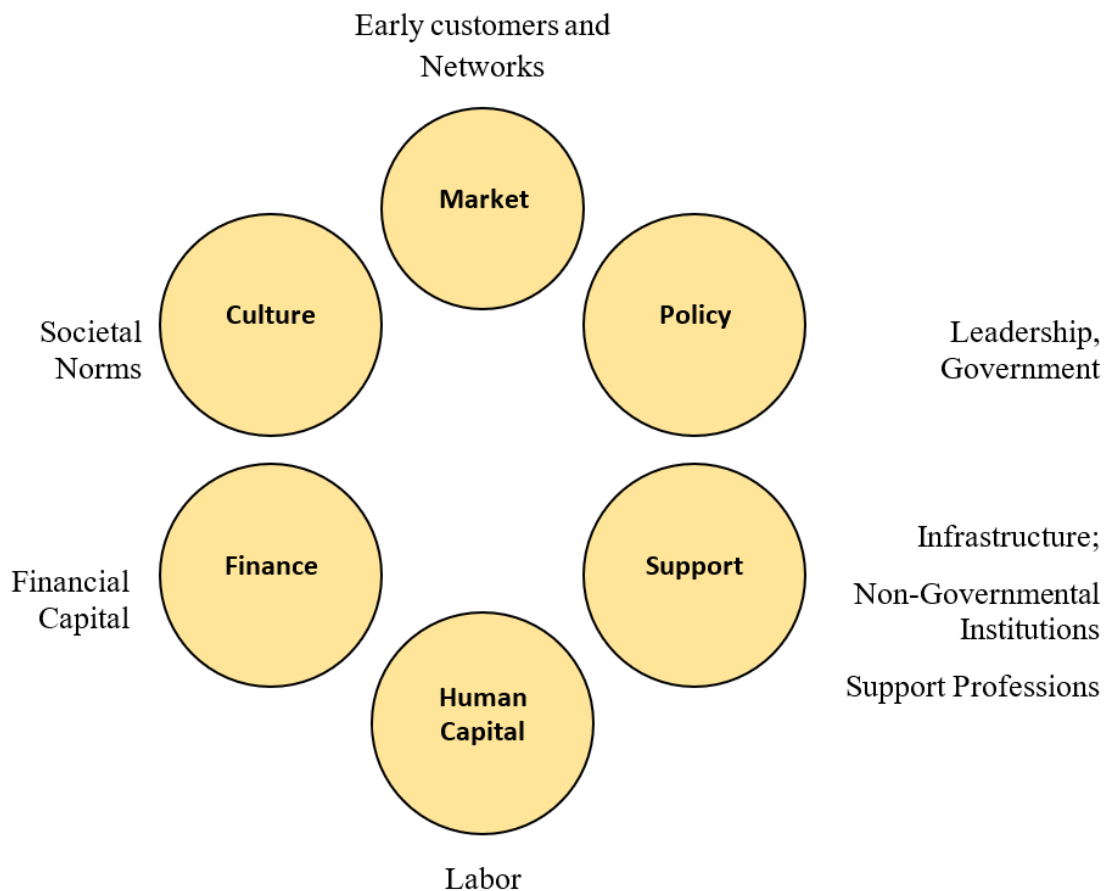 Early customers and
Networks
Market
Culture
Policy
Societal
Norms
Leadership,
Government
Finance
Support
Infrastructure;
Non-Governmental
Institutions
Support Professions
Financial
Capital
Human
Capital
Labor